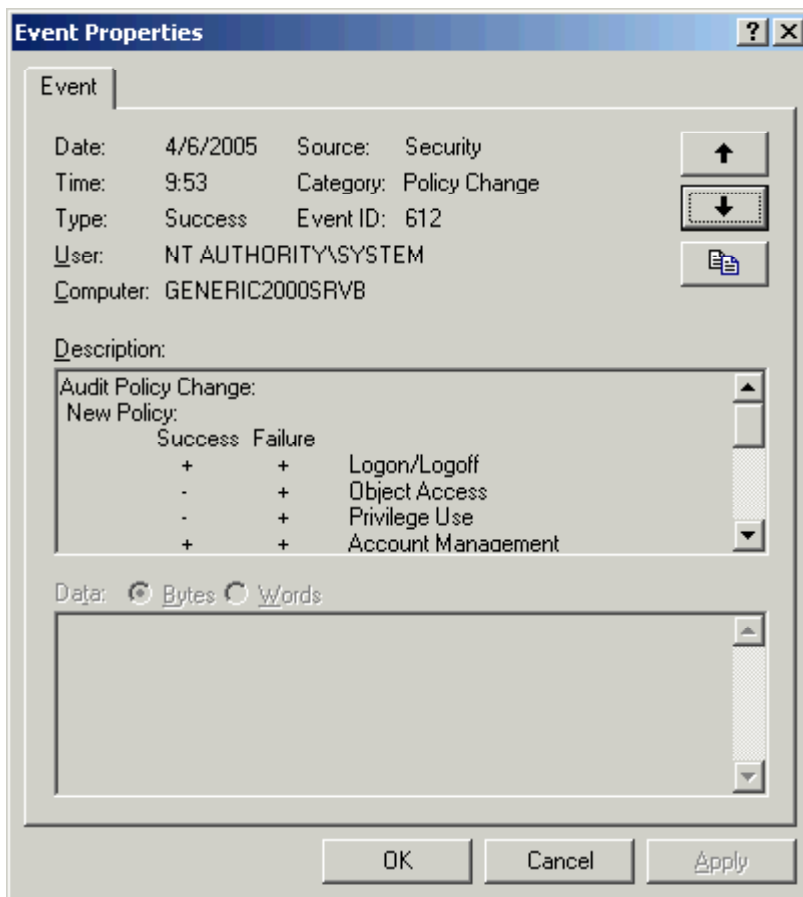 Event Properties
Event
Date: 4/6/2005 Source: Security
Time: 9:53 Category: Policy Change
Type: Success Event ID: 612
User: NT AUTHORITY\SYSTEM
Computer: GENERIC2000SRVB
Description:
Audit Policy Change:
New Policy:
Success Failure
+ + Logon/Logoff
- + Object Access
- + Privilege Use
+ + Account Management
Data: Bytes Words
OK Cancel Apply